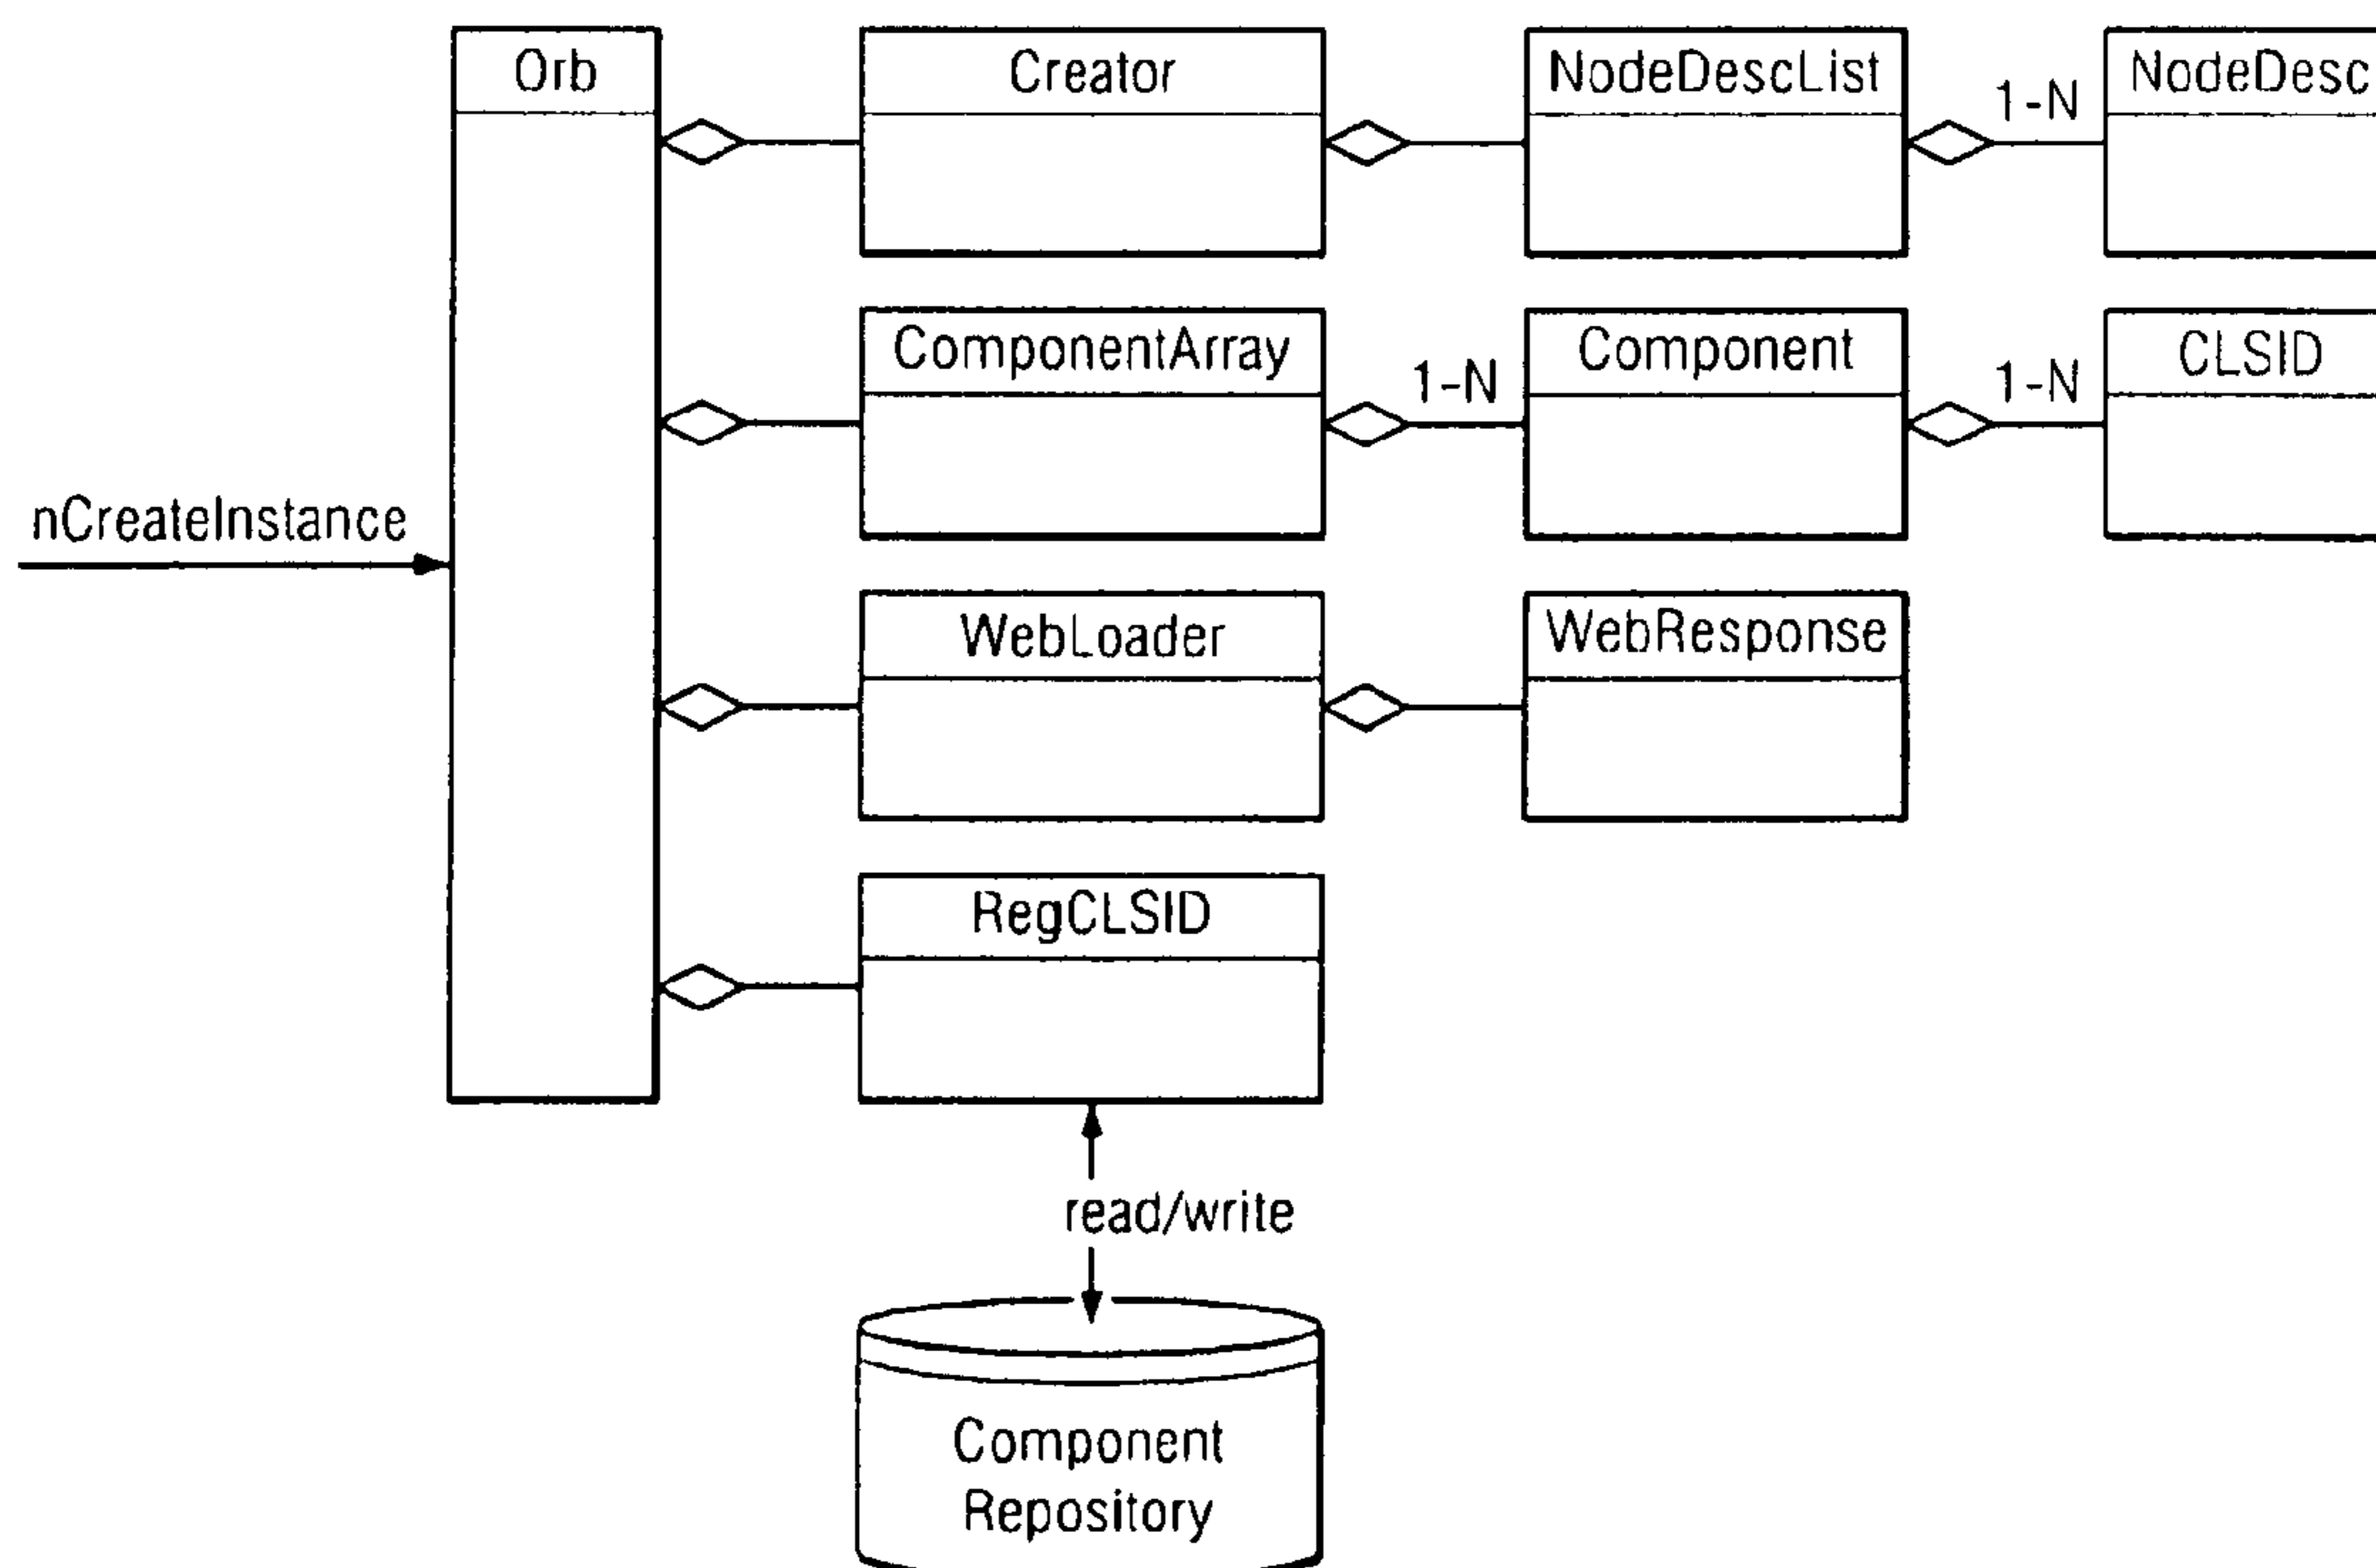 Orb
Creator
NodeDescList
1-N
NodeDesc
ComponentArray
1-N
Component
1-N
CLSID
nCreateInstance
WebLoader
WebResponse
RegCLSID
read/write
Component
Repository